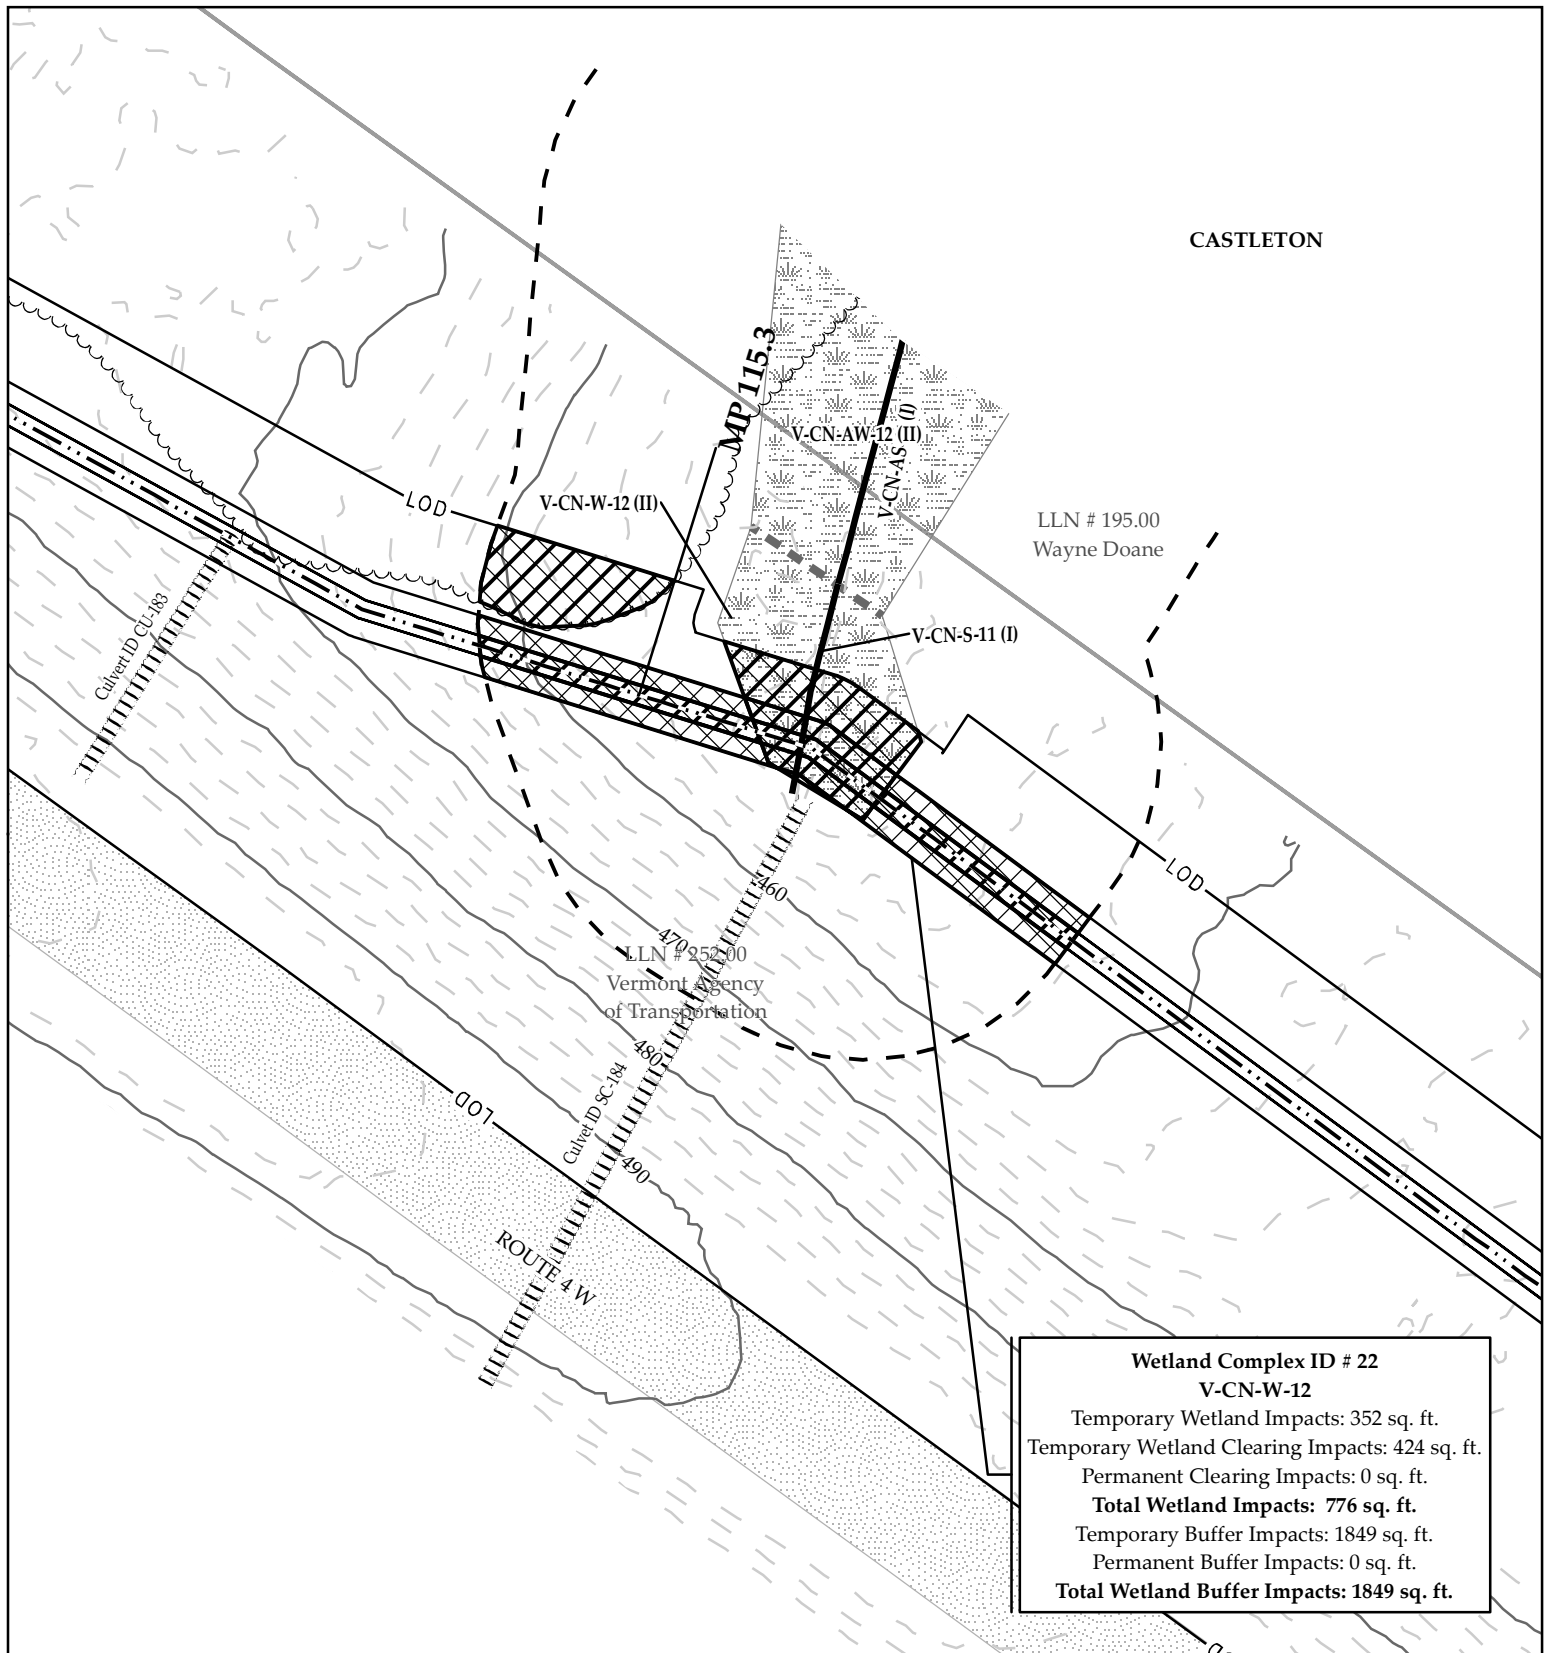 CASTLETON
MP 115.3
V-CN-AW-12 (II)
V-CN-AS (I)
LOD
V-CN-W-12 (II)
LLN # 195.00
Wayne Doane
V-CN-S-11 (I)
Culvert ID CU-183
LOD
460
470
LLN # 252.00
Vermont Agency
of Transportation
480
Culvet ID SC-184
LOD
490
ROUTE 4 W
Wetland Complex ID # 22
V-CN-W-12
Temporary Wetland Impacts: 352 sq. ft.
Temporary Wetland Clearing Impacts: 424 sq. ft.
Permanent Clearing Impacts: 0 sq. ft.
Total Wetland Impacts: 776 sq. ft.
Temporary Buffer Impacts: 1849 sq. ft.
Permanent Buffer Impacts: 0 sq. ft.
Total Wetland Buffer Impacts: 1849 sq. ft.